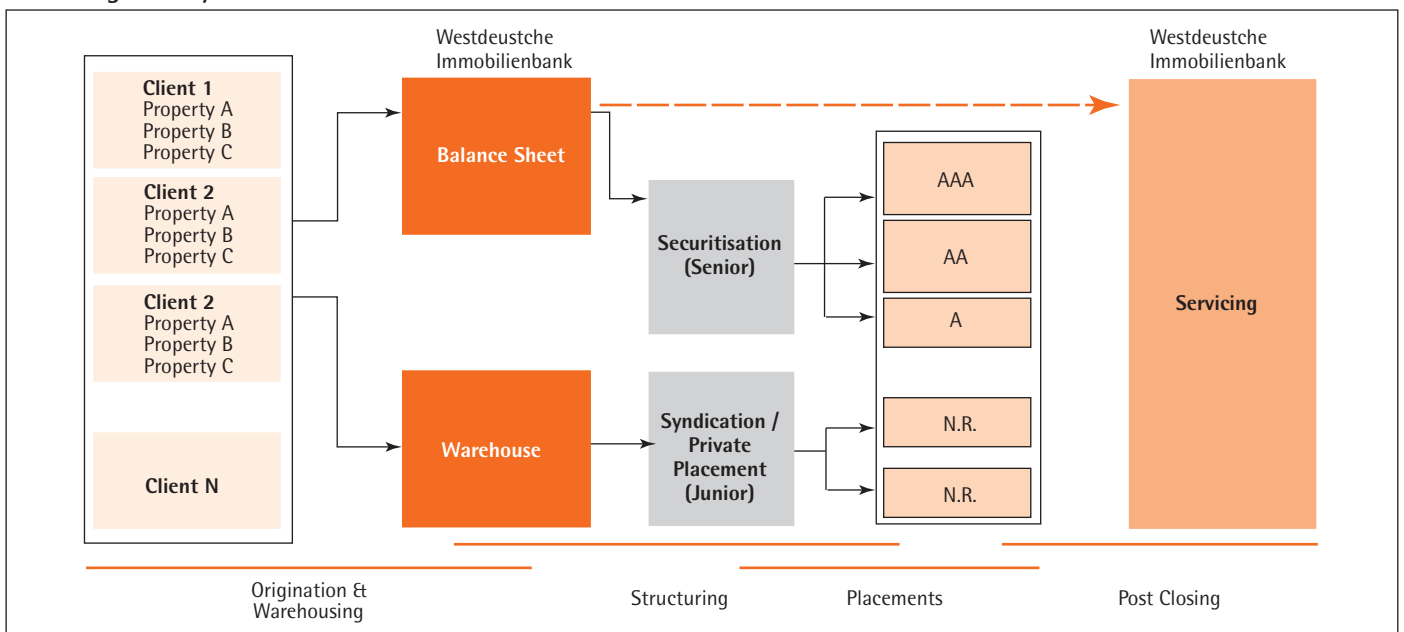 Westdeustche
Immobilienbank
Westdeustche
Immobilienbank
Client 1
Property A
Property B
Property C
Client 2
Property A
Property B
Property C
Client 2
Property A
Property B
Property C
Client N
Balance Sheet
Warehouse
Securitisation
(Senior)
Syndication /
Private
Placement
(Junior)
AAA
AA
A
N.R.
N.R.
Servicing
Origination &
Warehousing
Structuring
Placements
Post Closing